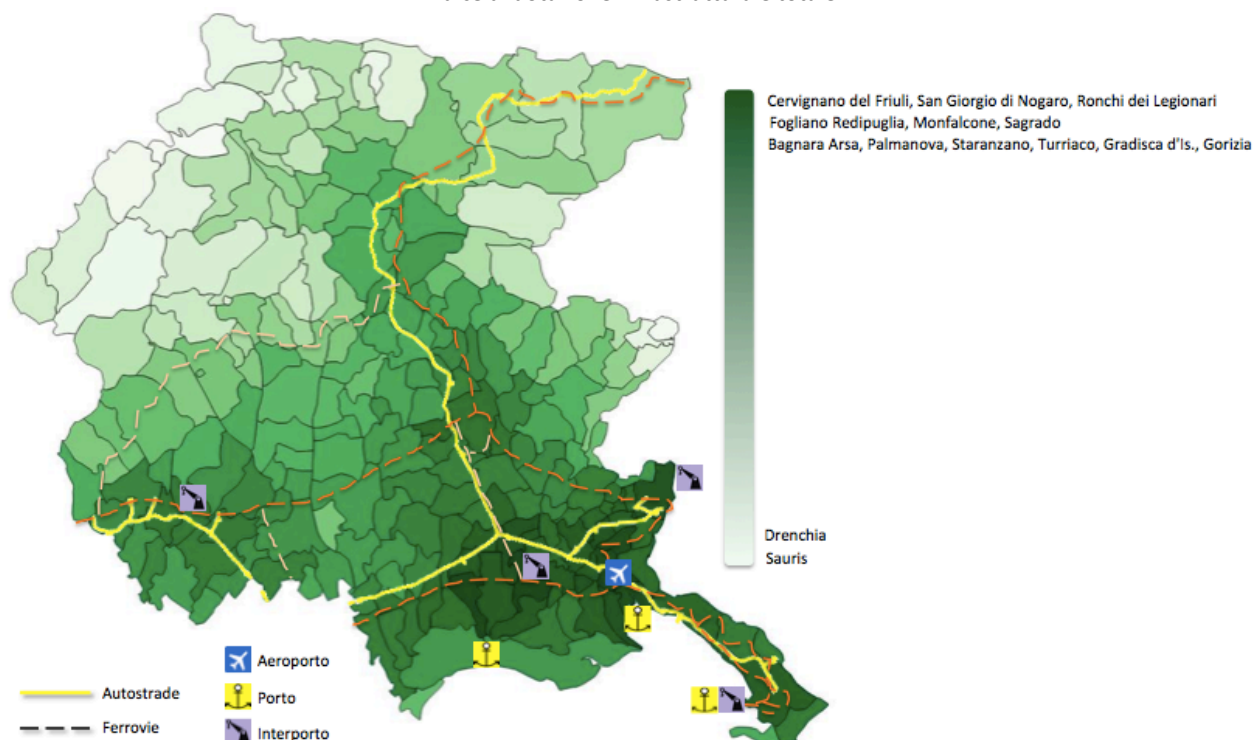 Cervignano del Friuli, San Giorgio di Nogaro, Ronchi dei Legionari
Fogliano Redipuglia, Monfalcone, Sagrado
Bagnara Arsa, Palmanova, Staranzano, Turriaco, Gradisca d'Is., Gorizia
Drenchia
Sauris
Aeroporto
Autostrade
Porto
Ferrovie
Interporto